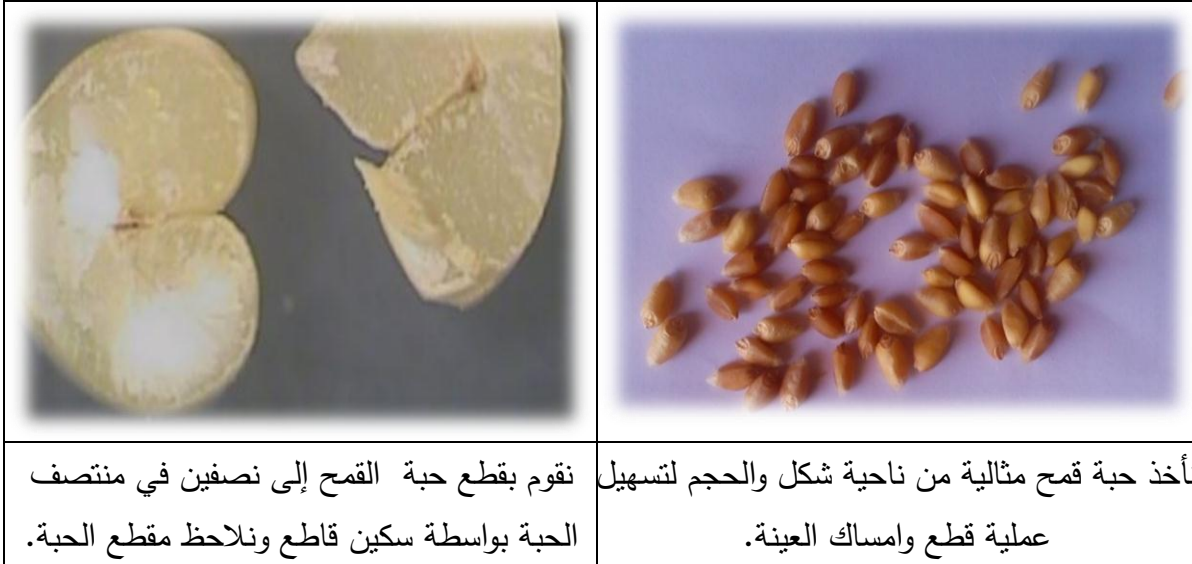 نأخذ حبة قمح مثالية من ناحية شكل والحجم لتسهيل
عملية قطع وامساك العينة.
نقوم بقطع حبة القمح إلى نصفين في منتصف
الحبة بواسطة سكين قاطع ونلاحظ مقطع الحبة.